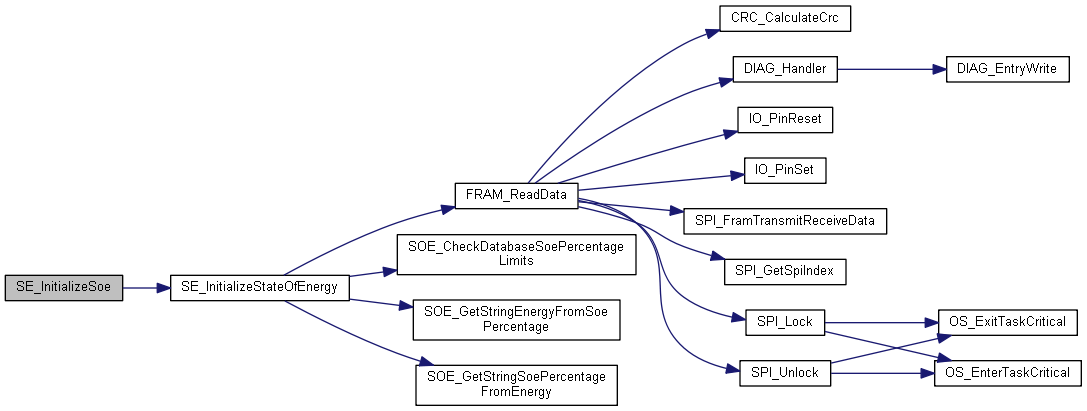 CRC_CalculateCrc
DIAG_Handler
DIAG_EntryWrite
IO_PinReset
IO_PinSet
FRAM_ReadData
SPI_FramTransmitReceiveData
SOE_CheckDatabaseSoePercentage
Limits
SPI_GetSpiIndex
SE_InitializeSoe
SE_InitializeStateOfEnergy
SOE_GetStringEnergyFromSoe
Percentage
SPI_Lock
OS_ExitTaskCritical
SOE_GetStringSoePercentage
FromEnergy
SPI_Unlock
OS_EnterTaskCritical